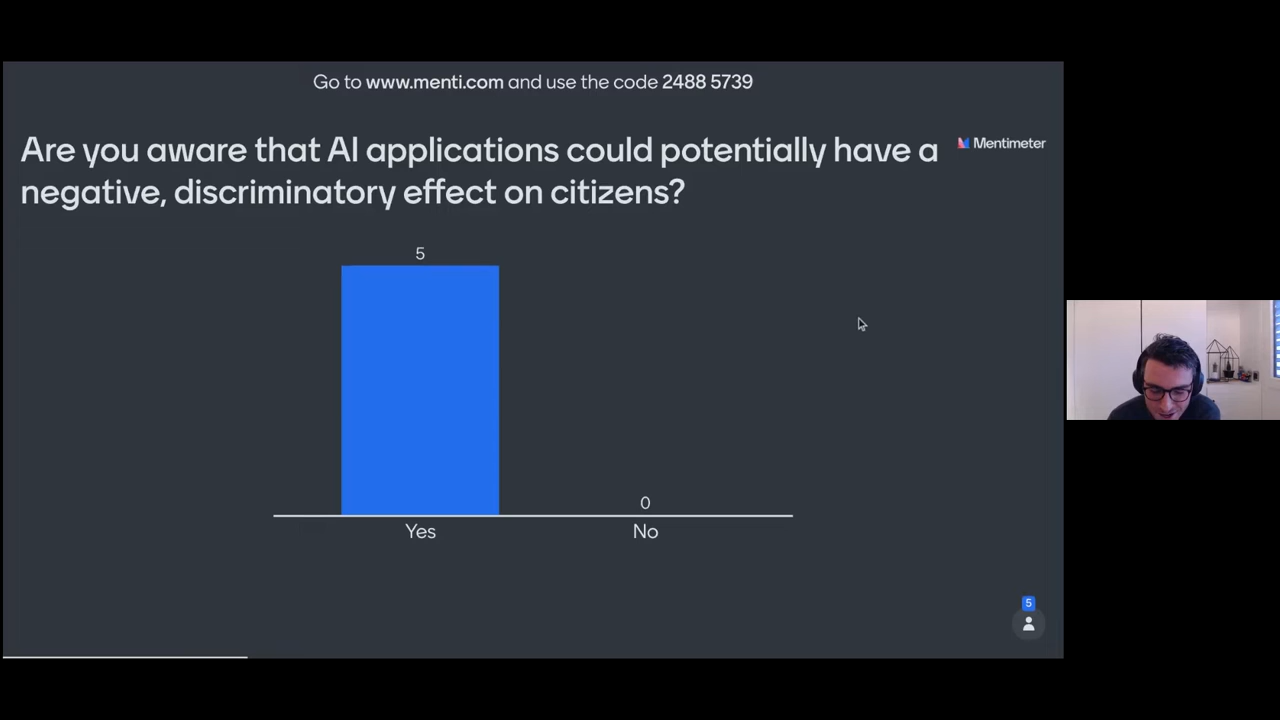 Go to www.menti.com and use the code 2488 5739
Are you aware that AI applications could potentially have a
negative, discriminatory effect on citizens?
Mentimeter
5
0
Yes
No
5